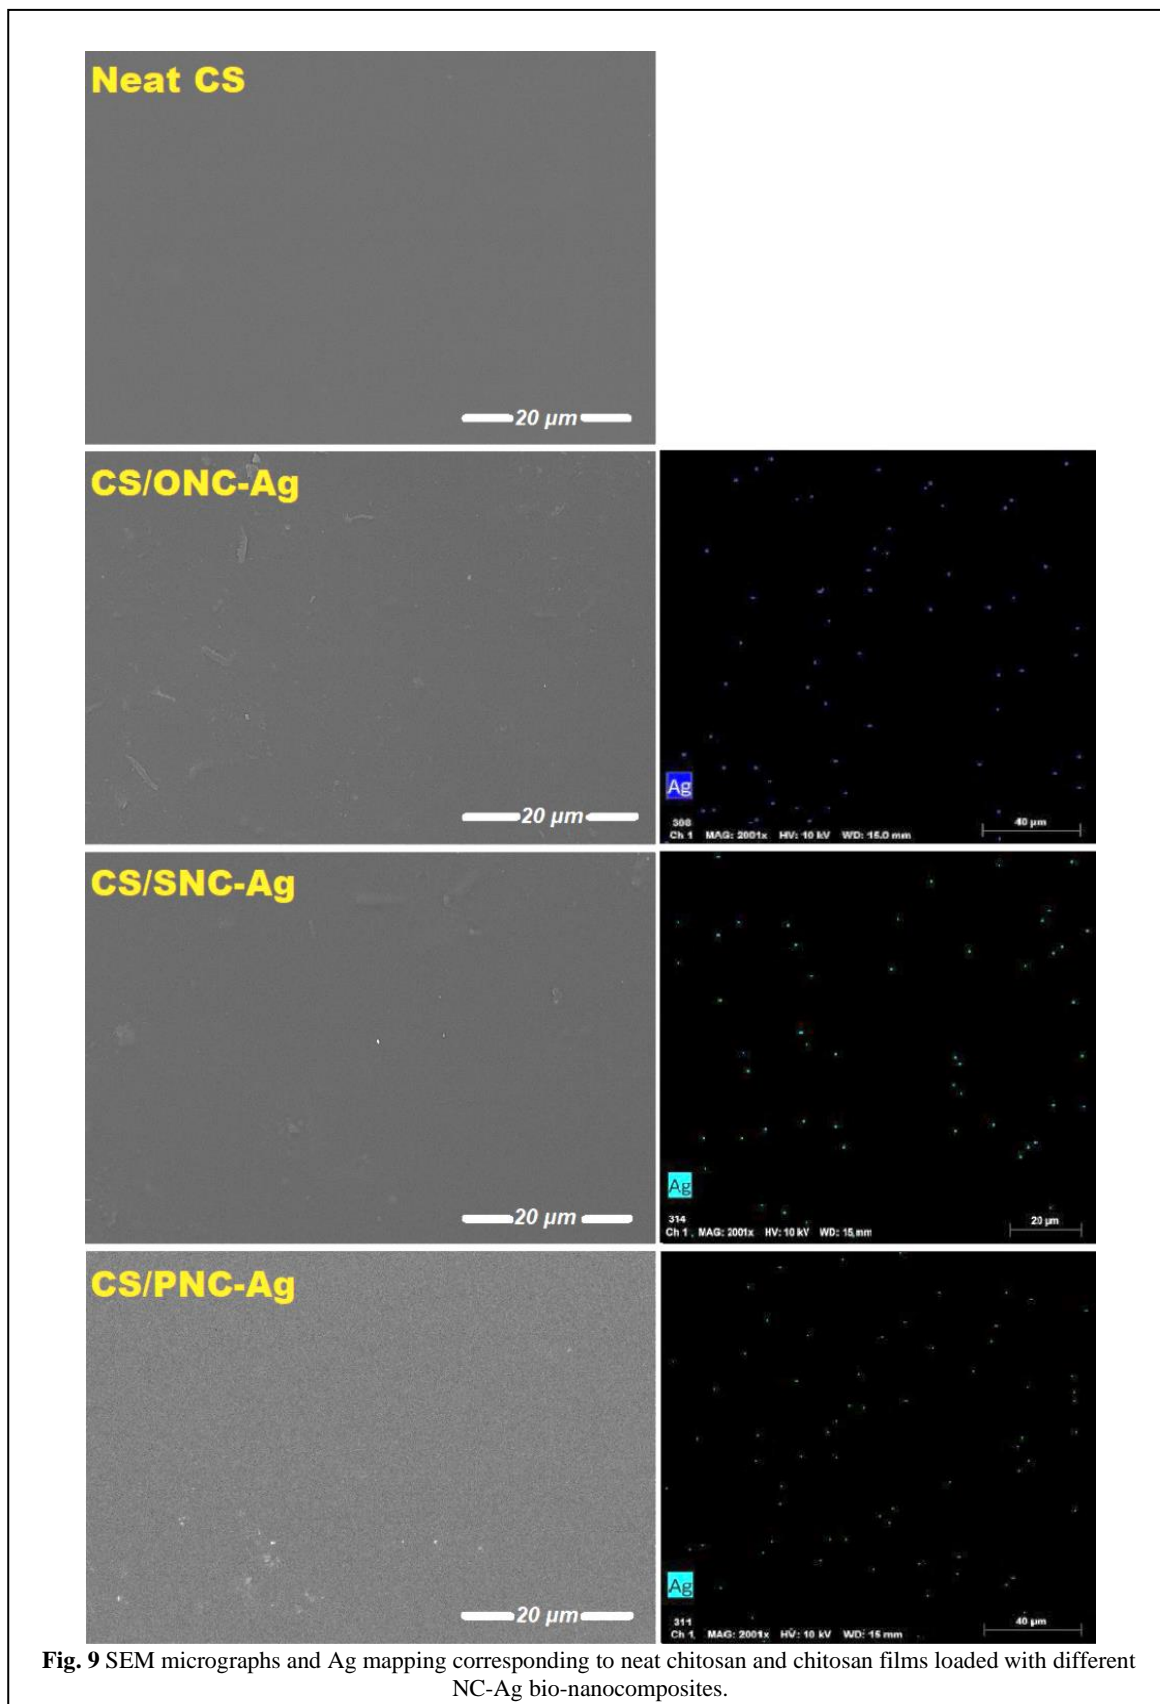 Neat CS
20 µm
CS/ONC-Ag
20 µm
Ag
308
Ch 1 MAG: 2001x HV: 10 kV WD: 15.0 mm
40 µm
CS/SNC-Ag
20 µm
Ag
314
Ch 1 MAG: 2001x HV: 10 kV WD: 15 mm
20 µm
CS/PNC-Ag
20 µm
Ag
311
Ch 1 MAG: 2001x HV: 10 kV WD: 15 mm
40 µm
Fig. 9 SEM micrographs and Ag mapping corresponding to neat chitosan and chitosan films loaded with different
NC-Ag bio-nanocomposites.